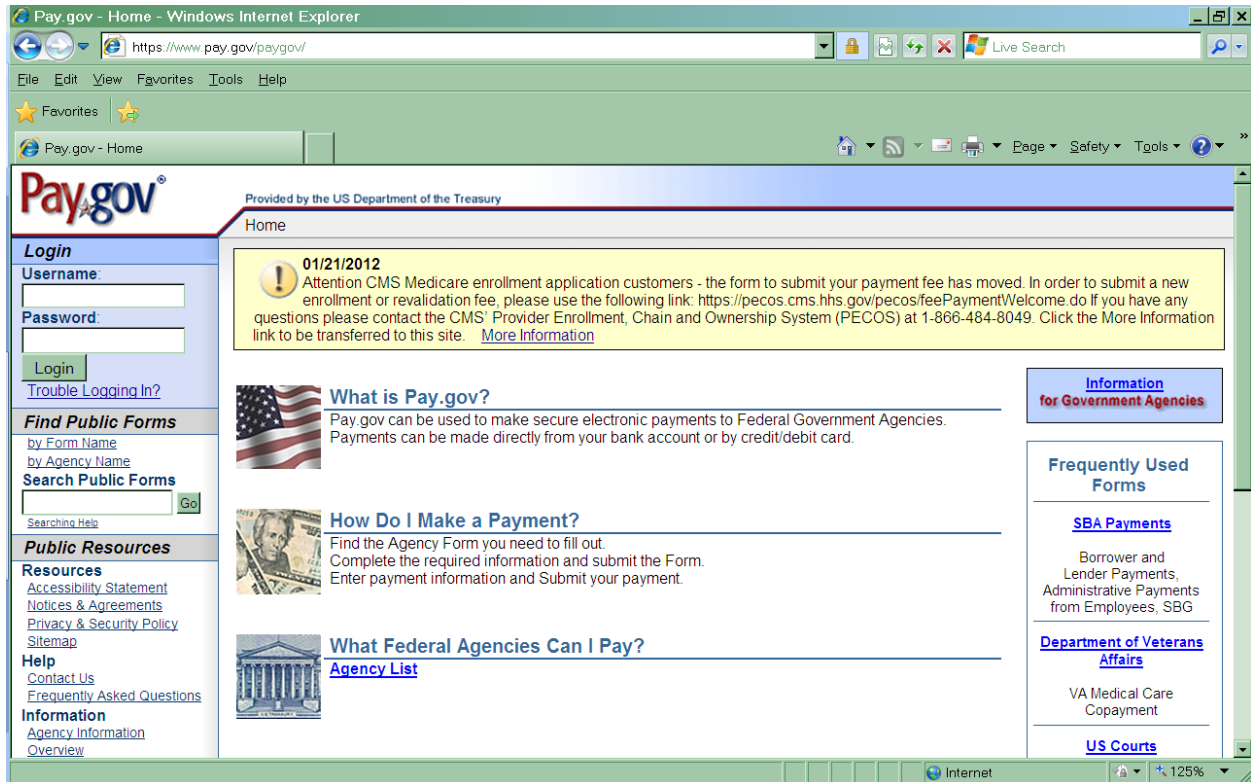 Pay.gov - Home - Windows Internet Explorer
https://www.pay.gov/paygov/
Live Search
File Edit View Favorites Tools Help
Favorites
Pay.gov - Home
Page Safety Tools
Pay.gov®
Provided by the US Department of the Treasury
Home
Login
Username:
Password:
Login
Trouble Logging In?
Find Public Forms
by Form Name
by Agency Name
Search Public Forms
Go
Searching Help
Public Resources
Resources
Accessibility Statement
Notices & Agreements
Privacy & Security Policy
Sitemap
Help
Contact Us
Frequently Asked Questions
Information
Agency Information
Overview
01/21/2012
Attention CMS Medicare enrollment application customers - the form to submit your payment fee has moved. In order to submit a new
enrollment or revalidation fee, please use the following link: https://pecos.cms.hhs.gov/pecos/feePaymentWelcome.do If you have any
questions please contact the CMS' Provider Enrollment, Chain and Ownership System (PECOS) at 1-866-484-8049. Click the More Information
link to be transferred to this site. More Information
What is Pay.gov?
Pay.gov can be used to make secure electronic payments to Federal Government Agencies.
Payments can be made directly from your bank account or by credit/debit card.
How Do I Make a Payment?
Find the Agency Form you need to fill out.
Complete the required information and submit the Form.
Enter payment information and Submit your payment.
What Federal Agencies Can I Pay?
Agency List
Information
for Government Agencies
Frequently Used
Forms
SBA Payments
Borrower and
Lender Payments,
Administrative Payments
from Employees, SBG
Department of Veterans
Affairs
VA Medical Care
Copayment
US Courts
Internet
125%